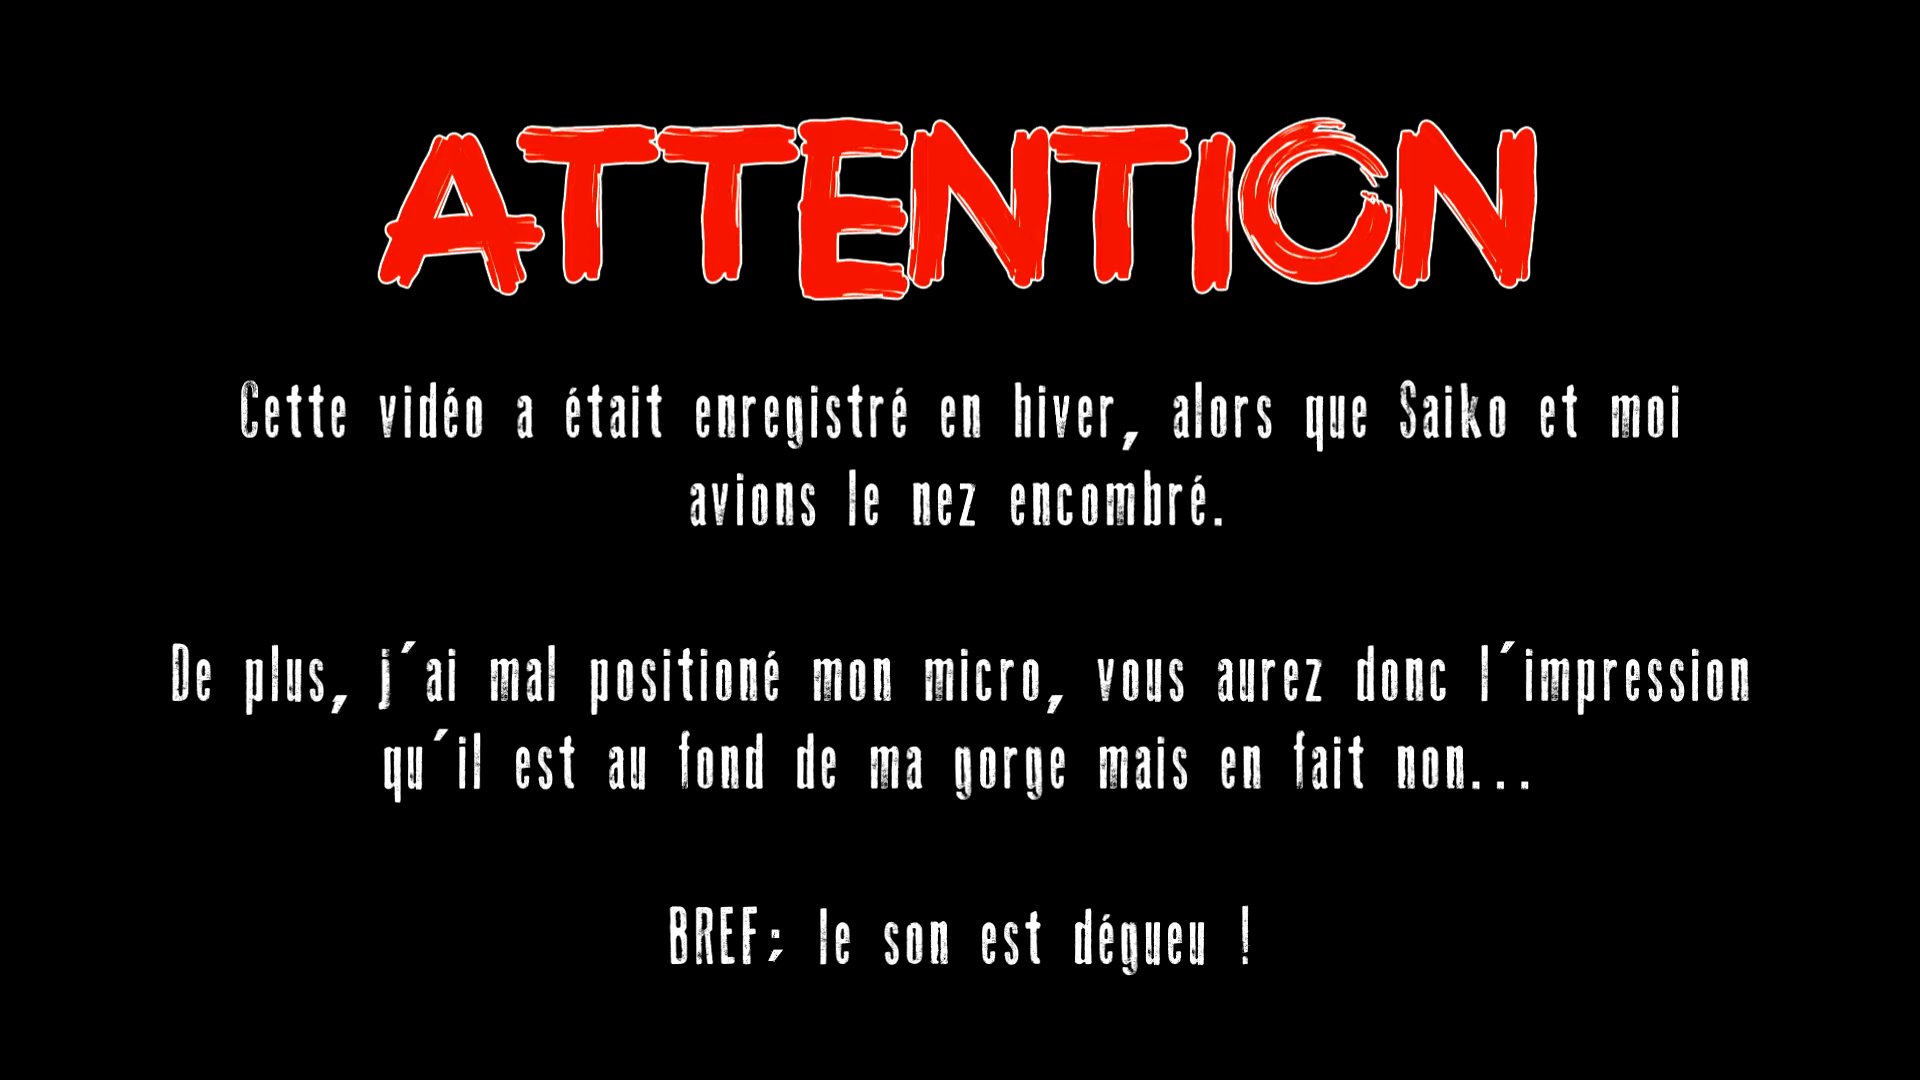 ATTENTION
Cette vidéo a était enregistré en hiver, alors que Saiko et moi
avions le nez encombré.
De plus, j´ai mal positioné mon micro, vous aurez donc l´impression
qu´il est au fond de ma gorge mais en fait non...
BREF; le son est dégueu !